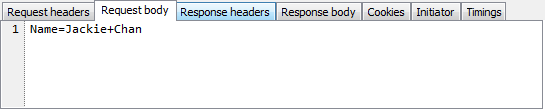 Request headers Request body Response headers Response body Cookies Initiator Timings
1 Name=Jackie+Chan